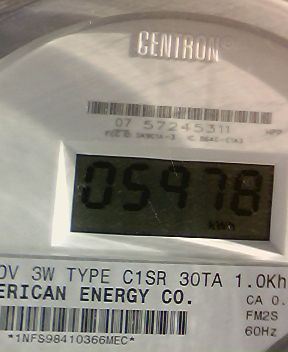 CENTRON®
07 57245311
05978
kWh
0V 3W TYPE C1SR 30TA 1.0Kh
ERICAN ENERGY CO.
CA 0.
FM2S
60Hz
*1NFS98410366MEC*